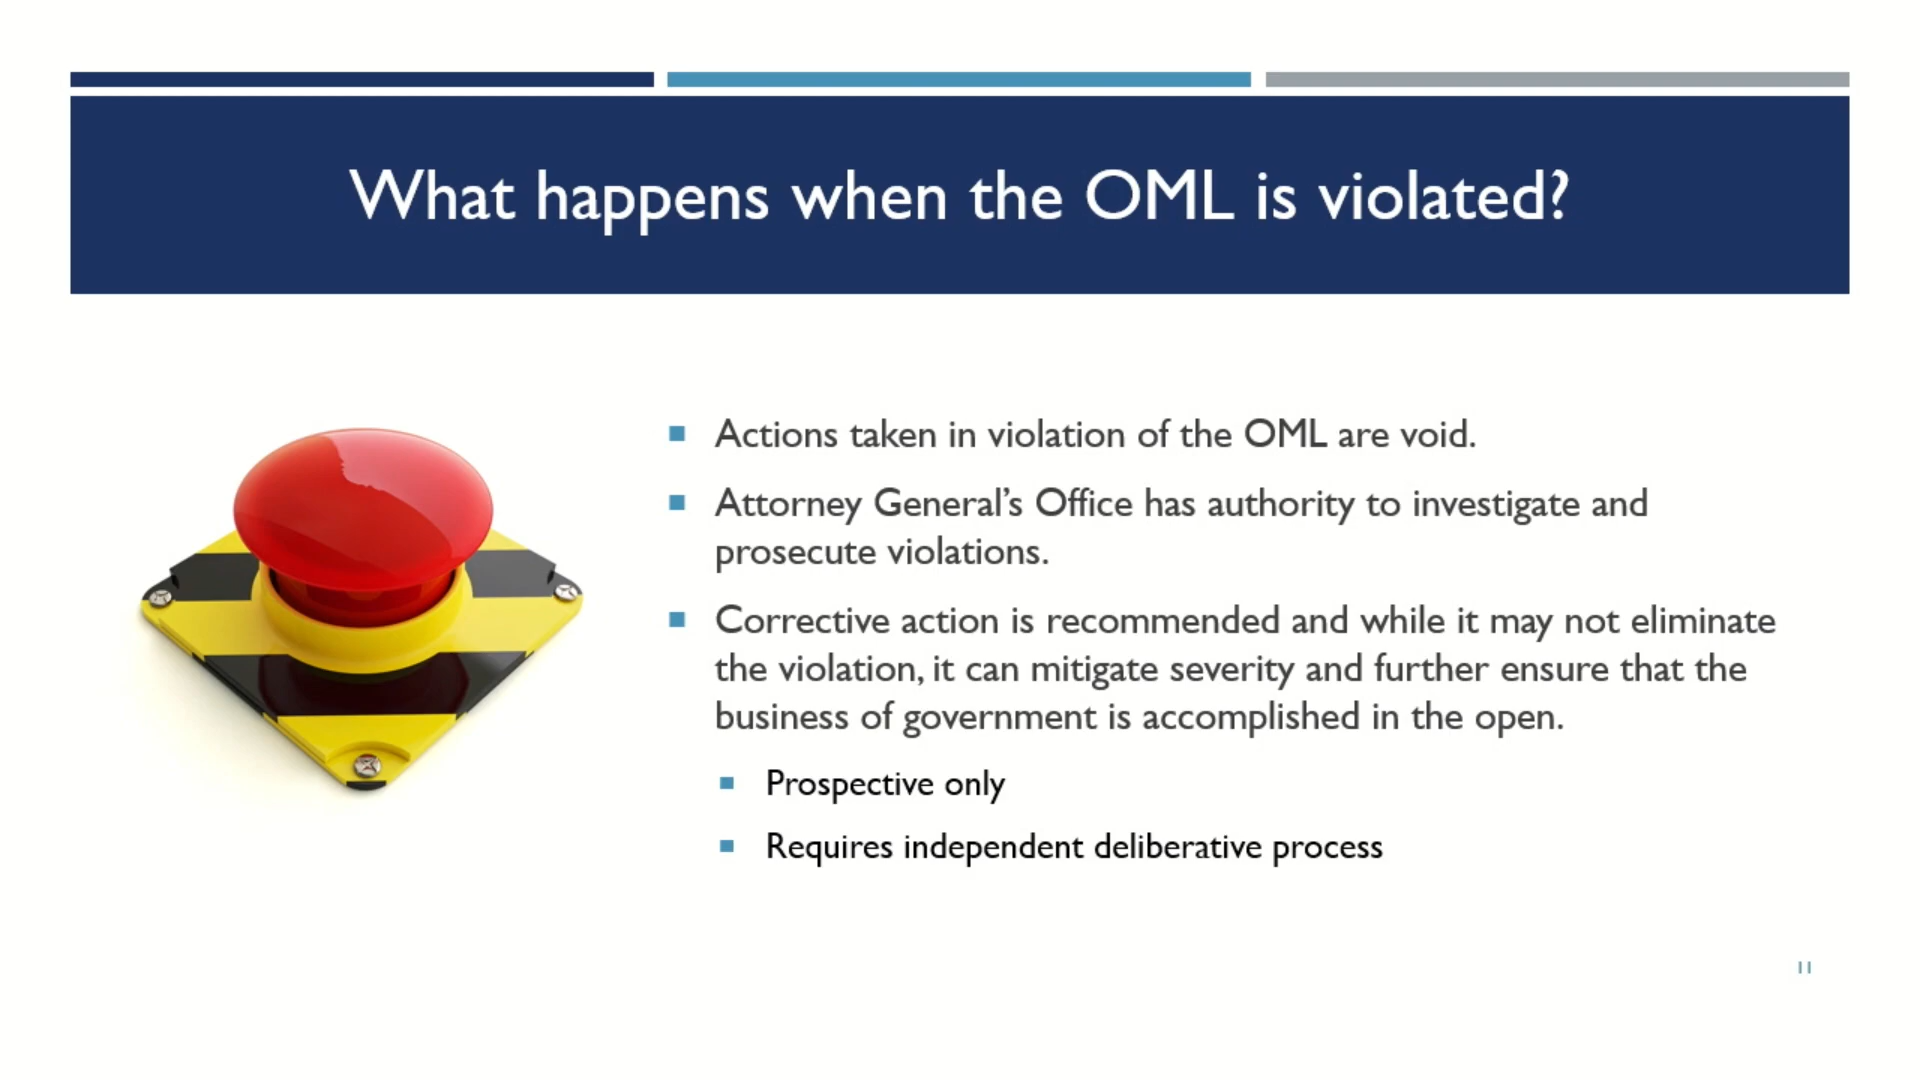 What happens when the OML is violated?
Actions taken in violation of the OML are void.
Attorney General's Office has authority to investigate and
prosecute violations.
Corrective action is recommended and while it may not eliminate
the violation, it can mitigate severity and further ensure that the
business of government is accomplished in the open.
Prospective only
Requires independent deliberative process
11